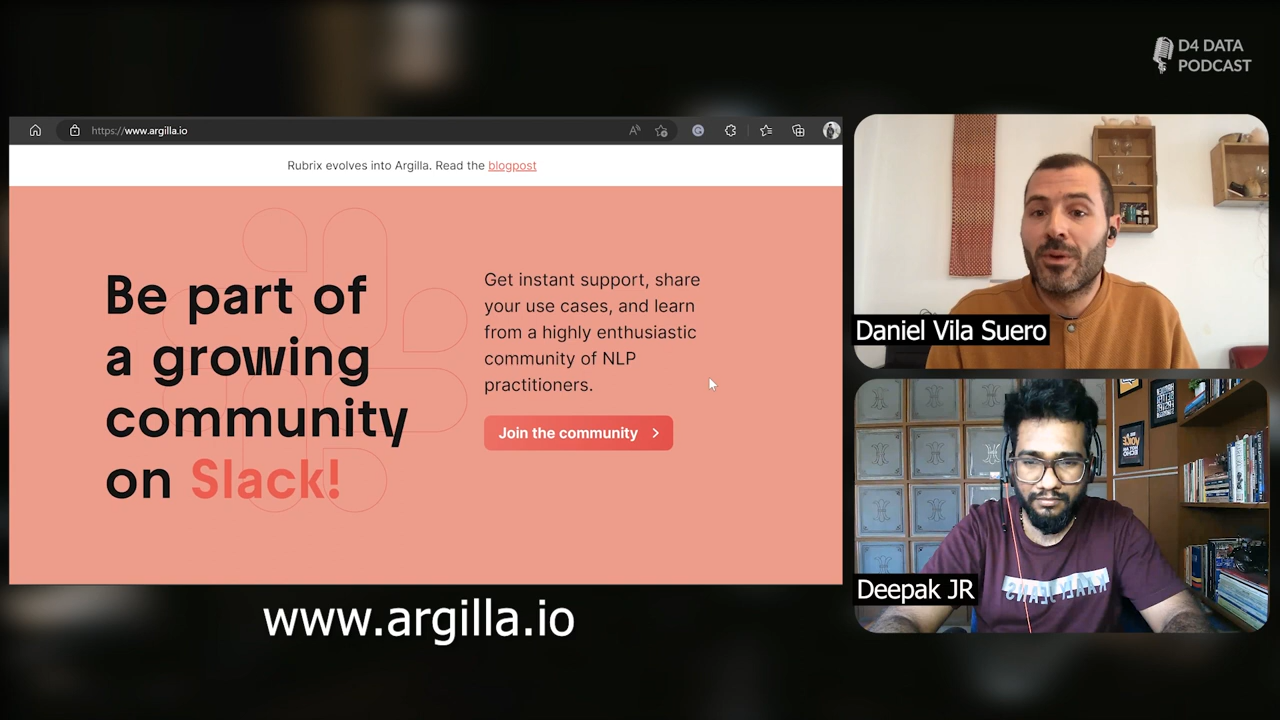 D4 DATA
PODCAST
https://www.argilla.io
Rubrix evolves into Argilla. Read the blogpost
Be part of
a growing
community
on Slack!
Get instant support, share
your use cases, and learn
from a highly enthusiastic
community of NLP
practitioners.
Join the community
www.argilla.io
Daniel Vila Suero
Deepak JR